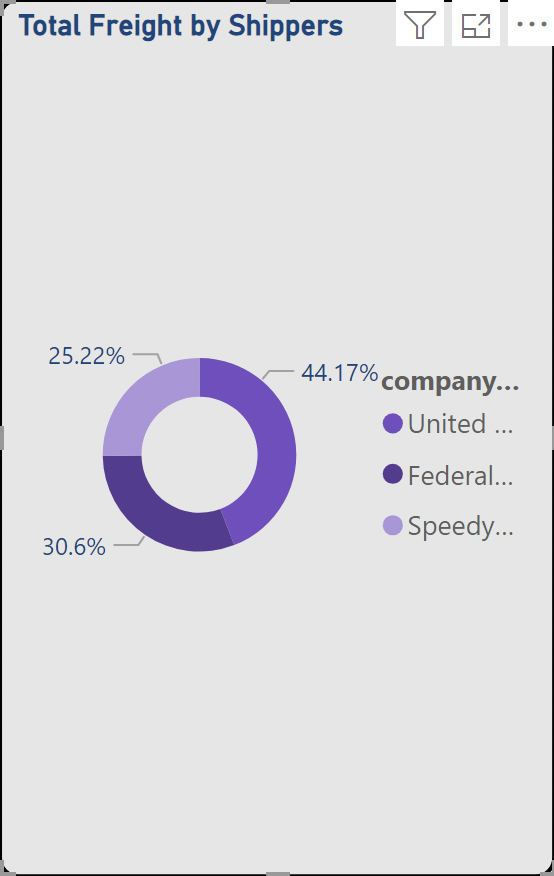 Total Freight by Shippers
25.22%
44.17%
company...
United ...
Federal...
Speedy...
30.6%